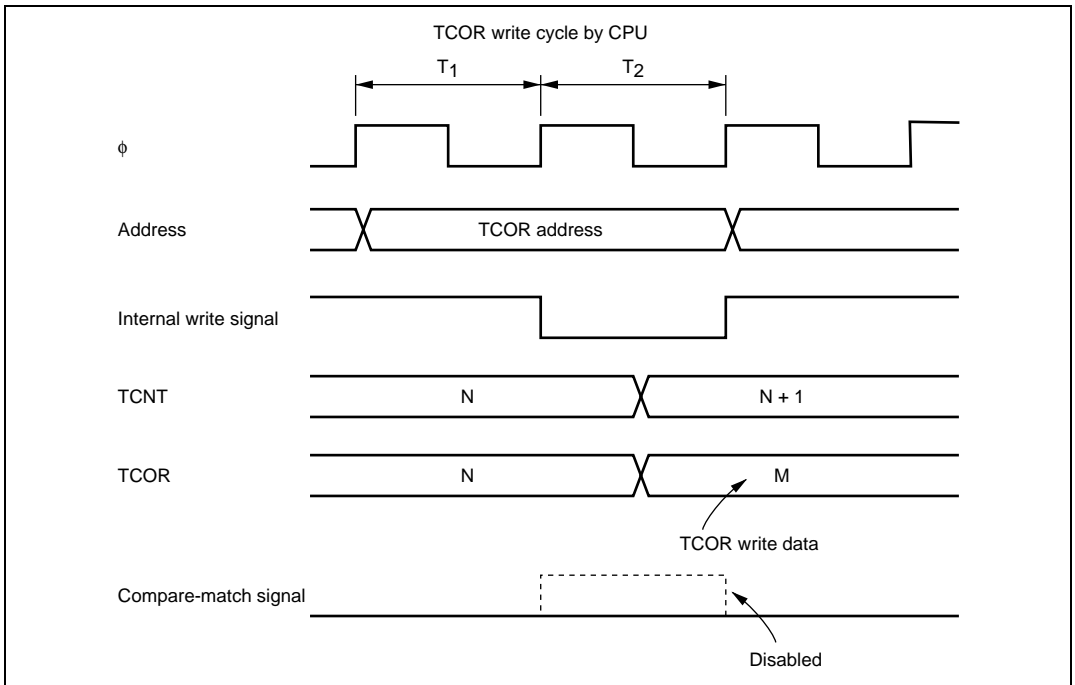 TCOR write cycle by CPU
T1 T2
φ
Address TCOR address
Internal write signal
TCNT N N + 1
TCOR N M
TCOR write data
Compare-match signal
Disabled